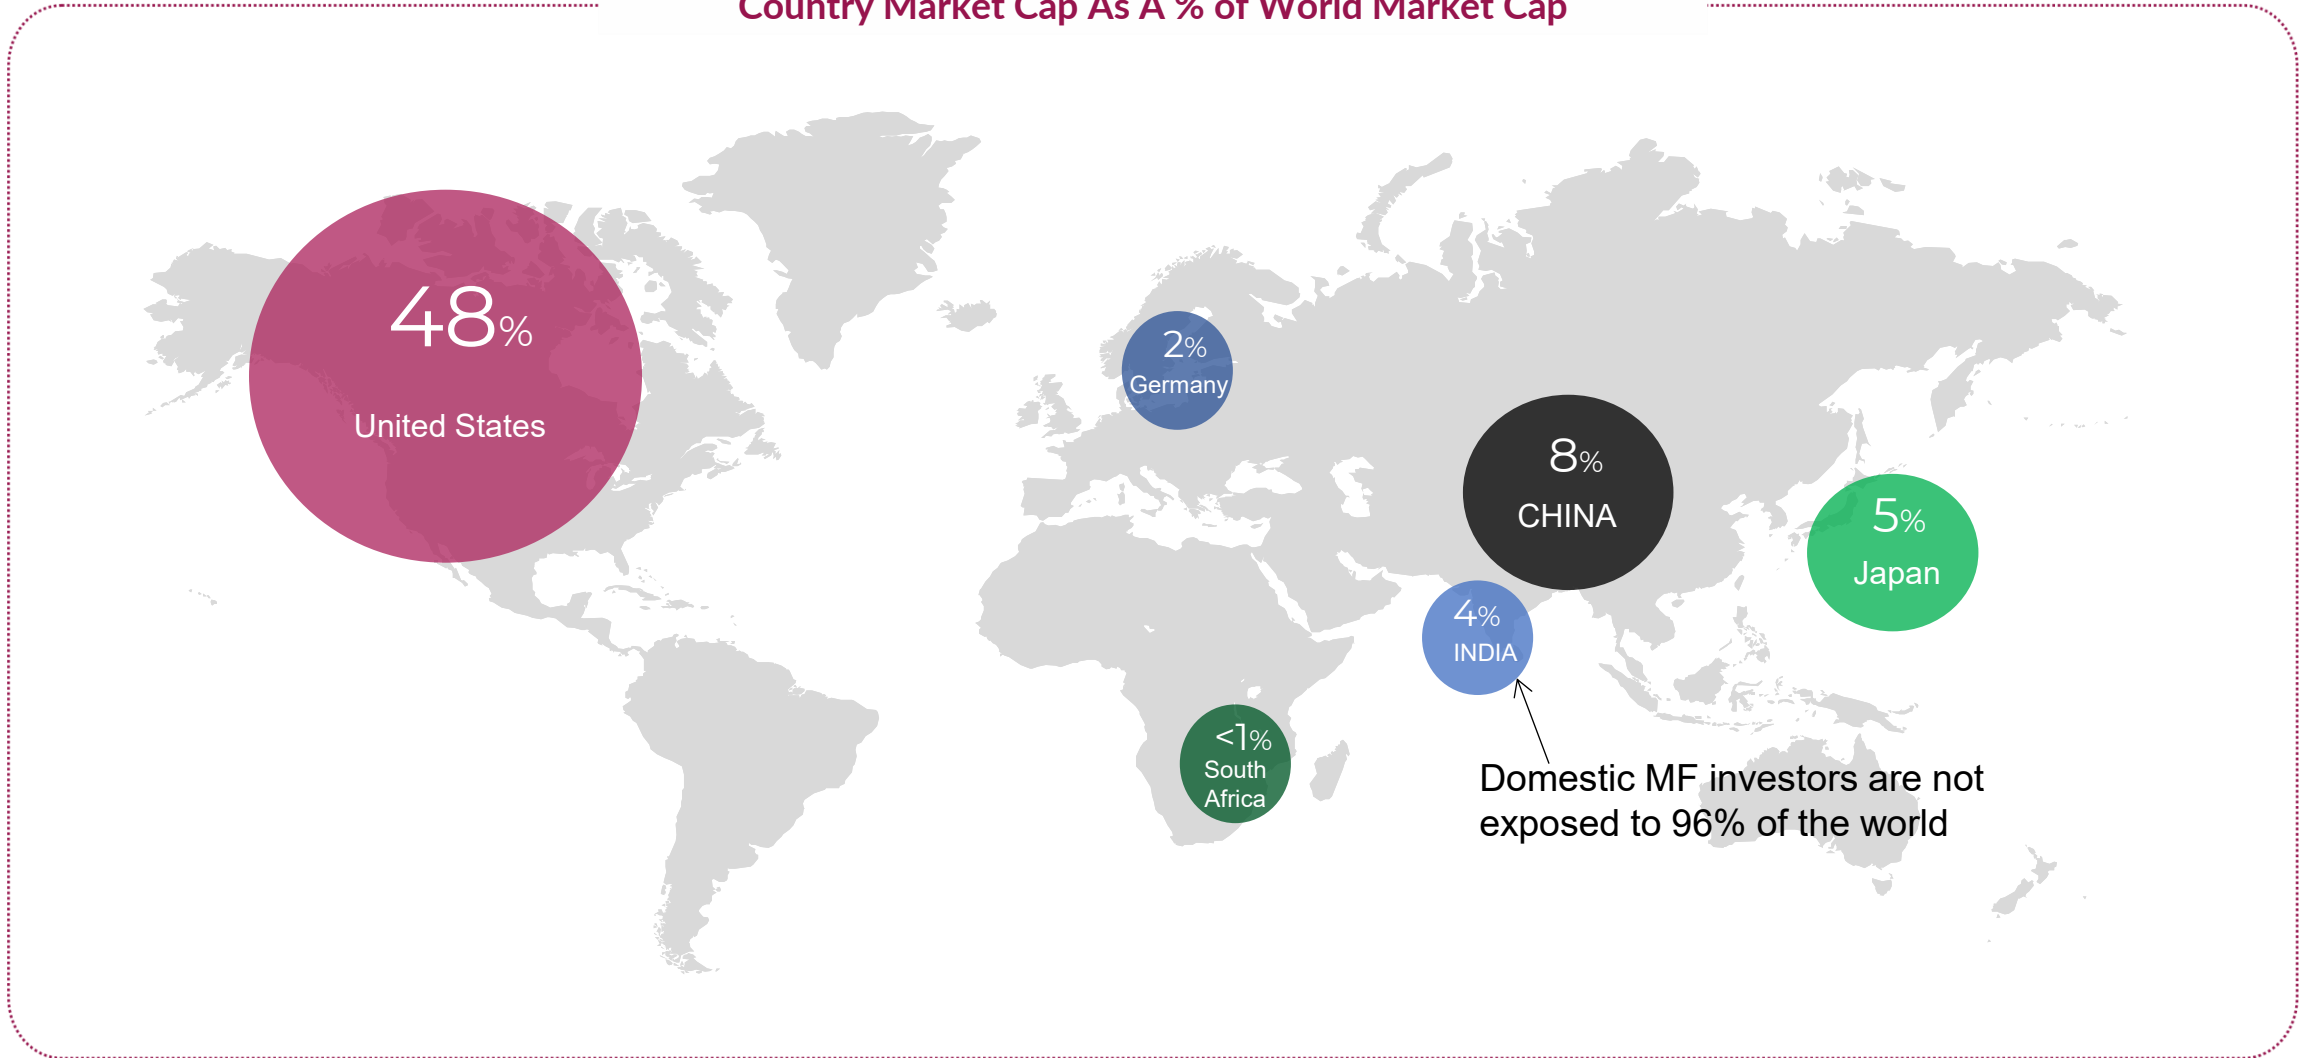 Country Market Cap As A % of World Market Cap
48%
United States
2%
Germany
8%
CHINA
5%
Japan
4%
INDIA
<1%
South
Africa
Domestic MF investors are not
exposed to 96% of the world